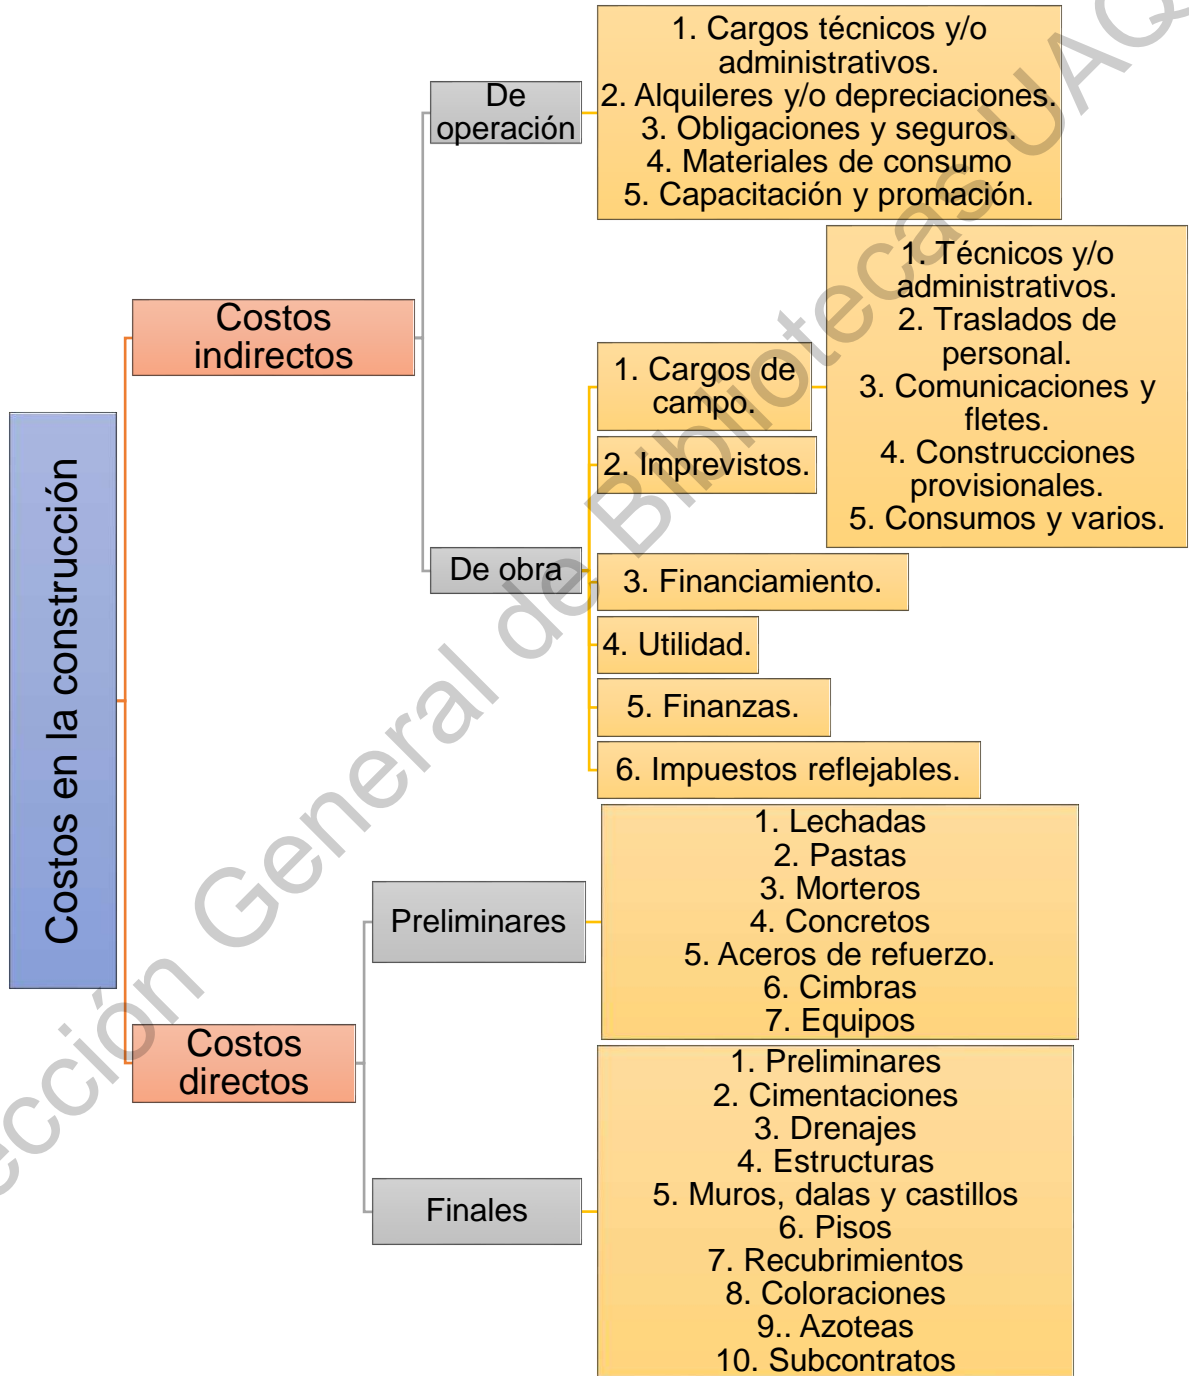 Costos en la construcción
Costos
indirectos
De
operación
1. Cargos técnicos y/o
administrativos.
2. Alquileres y/o depreciaciones.
3. Obligaciones y seguros.
4. Materiales de consumo
5. Capacitación y promación.
De obra
1. Cargos de
campo.
1. Técnicos y/o
administrativos.
2. Traslados de
personal.
3. Comunicaciones y
fletes.
4. Construcciones
provisionales.
5. Consumos y varios.
2. Imprevistos.
3. Financiamiento.
4. Utilidad.
5. Finanzas.
6. Impuestos reflejables.
Costos
directos
Preliminares
1. Lechadas
2. Pastas
3. Morteros
4. Concretos
5. Aceros de refuerzo.
6. Cimbras
7. Equipos
Finales
1. Preliminares
2. Cimentaciones
3. Drenajes
4. Estructuras
5. Muros, dalas y castillos
6. Pisos
7. Recubrimientos
8. Coloraciones
9.. Azoteas
10. Subcontratos
ección General de Bibliotecas UAQ